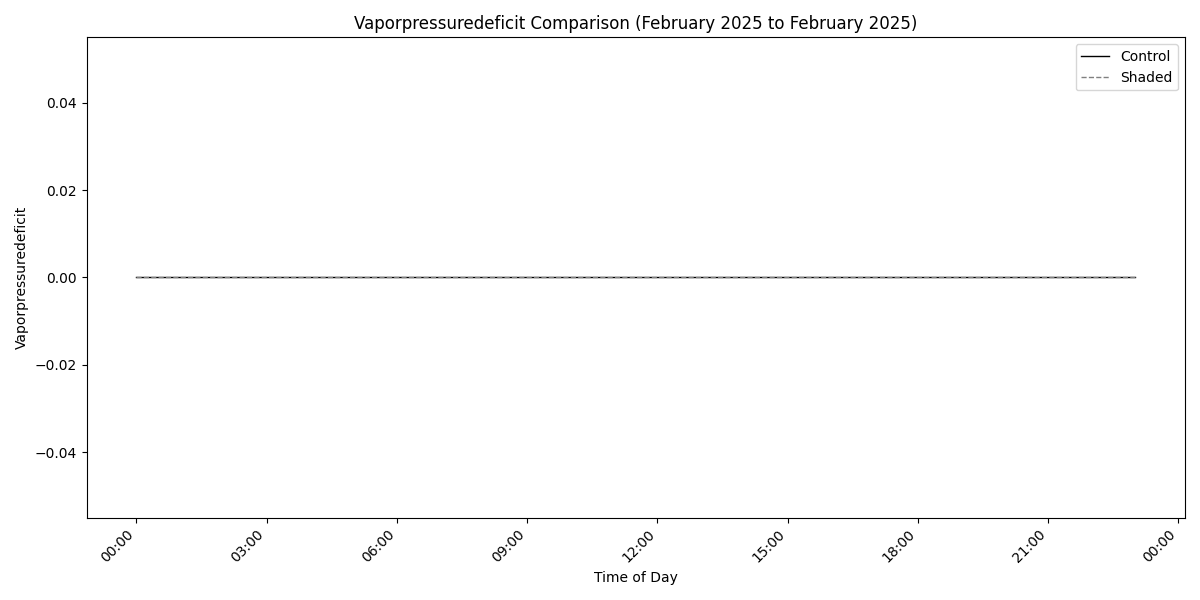 Vaporpressuredeficit Comparison (February 2025 to February 2025)
Control
Shaded
Vaporpressuredeficit
0.04
0.02
0.00
−0.02
−0.04
00:00
03:00
06:00
09:00
12:00
15:00
18:00
21:00
00:00
Time of Day